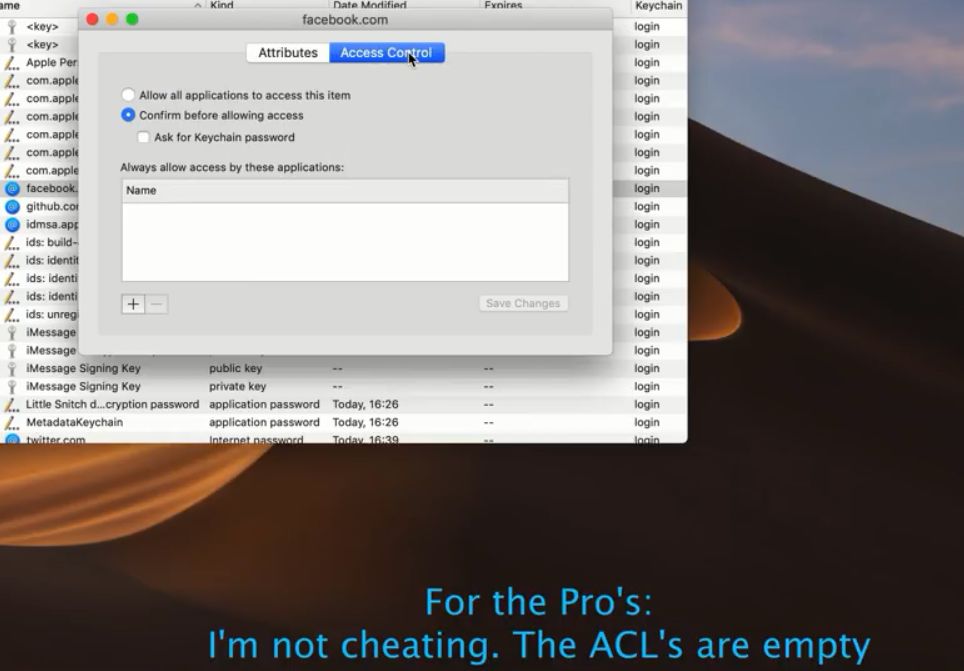 ame ^ Kind Date Modified Expires Keychain
facebook.com
<key> login
<key> login
Attributes Access Control
Apple Per login
com.apple login
com.apple login
Allow all applications to access this item
com.apple login
Confirm before allowing access
com.apple login
Ask for Keychain password
com.apple login
com.apple login
Always allow access by these applications:
facebook. login
Name
github.co login
idmsa.app login
ids: build- login
ids: identit login
ids: identi login
ids: identi login
+ − Save Changes
ids: unreg login
iMessage login
iMessage login
iMessage Signing Key public key -- -- login
iMessage Signing Key private key -- -- login
Little Snitch d...cryption password application password Today, 16:26 -- login
MetadataKeychain application password Today, 16:26 -- login
twitter.com Internet password Today, 16:39 -- login
For the Pro's:
I'm not cheating. The ACL's are empty